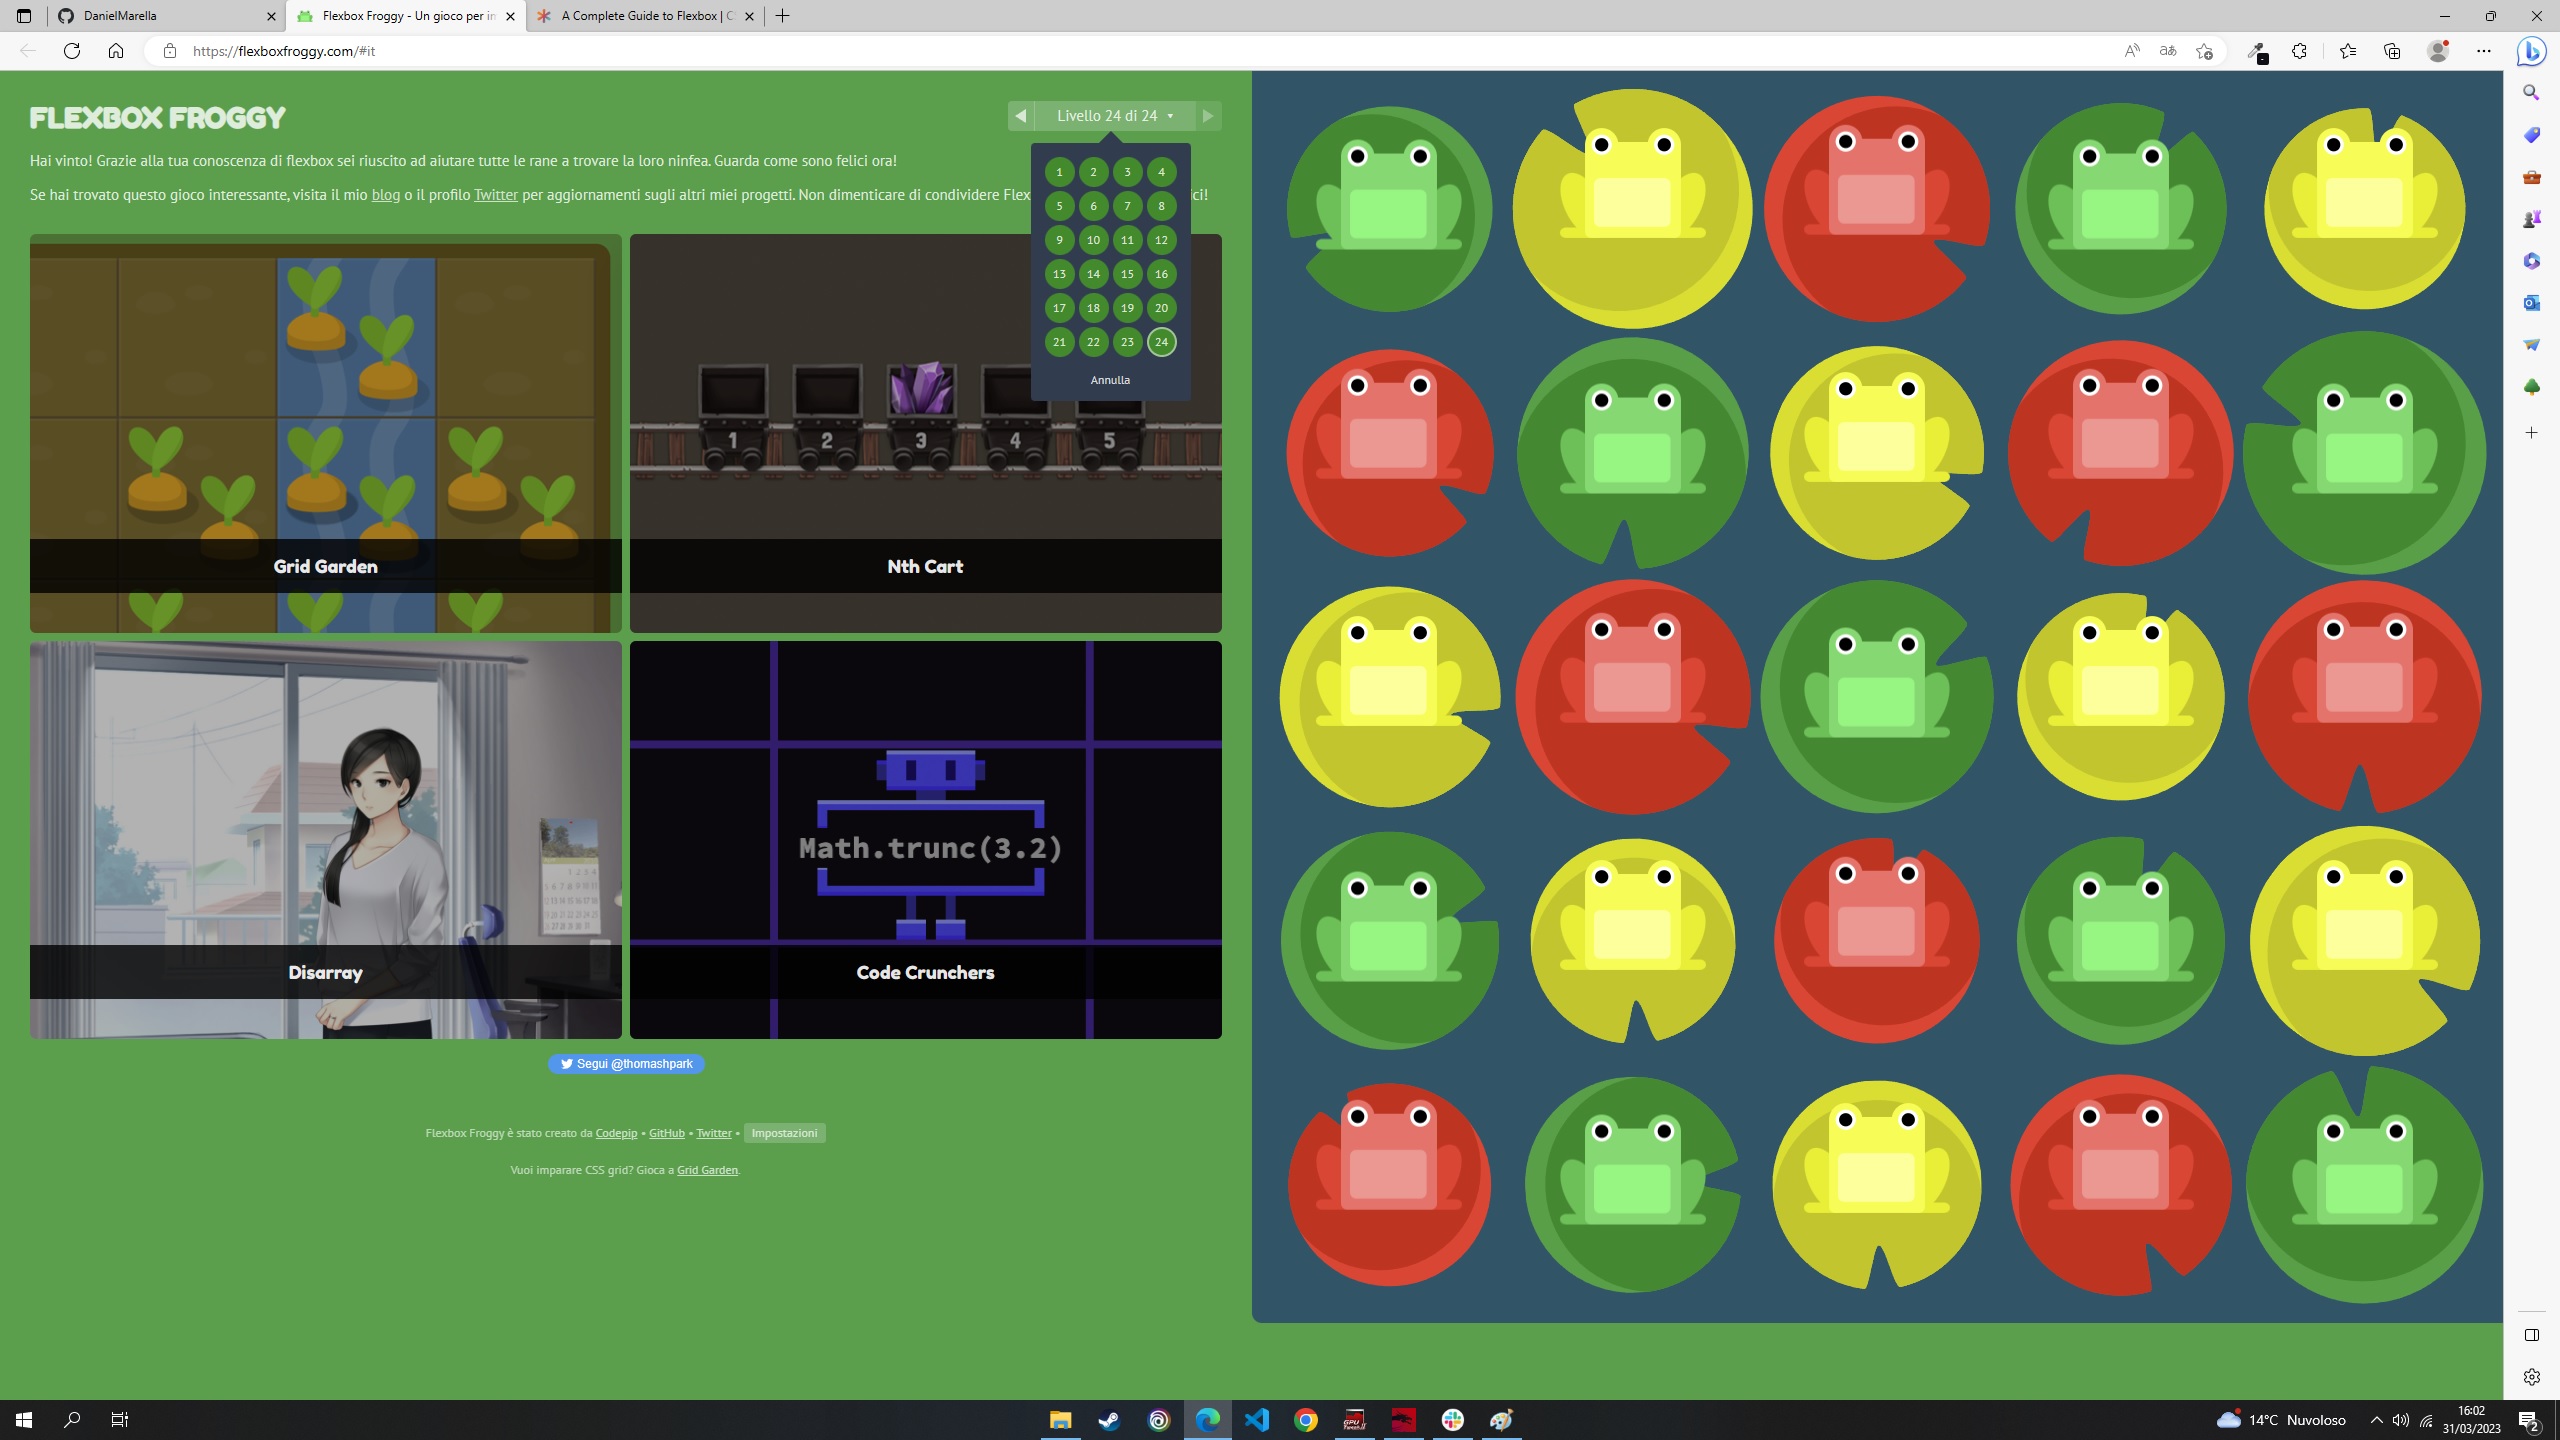 DanielMarella
Flexbox Froggy - Un gioco per in
A Complete Guide to Flexbox | C
https://flexboxfroggy.com/#it
FLEXBOX FROGGY
Livello 24 di 24
Hai vinto! Grazie alla tua conoscenza di flexbox sei riuscito ad aiutare tutte le rane a trovare la loro ninfea. Guarda come sono felici ora!
Se hai trovato questo gioco interessante, visita il mio blog o il profilo Twitter per aggiornamenti sugli altri miei progetti. Non dimenticare di condividere Flex ci!
1 2 3 4
5 6 7 8
9 10 11 12
13 14 15 16
17 18 19 20
21 22 23 24
Annulla
1 2 3 4 5
Grid Garden
Nth Cart
Math.trunc(3.2)
Disarray
Code Crunchers
Segui @thomashpark
Flexbox Froggy è stato creato da Codepip • GitHub • Twitter • Impostazioni
Vuoi imparare CSS grid? Gioca a Grid Garden.
14°C Nuvoloso
16:02
31/03/2023
2